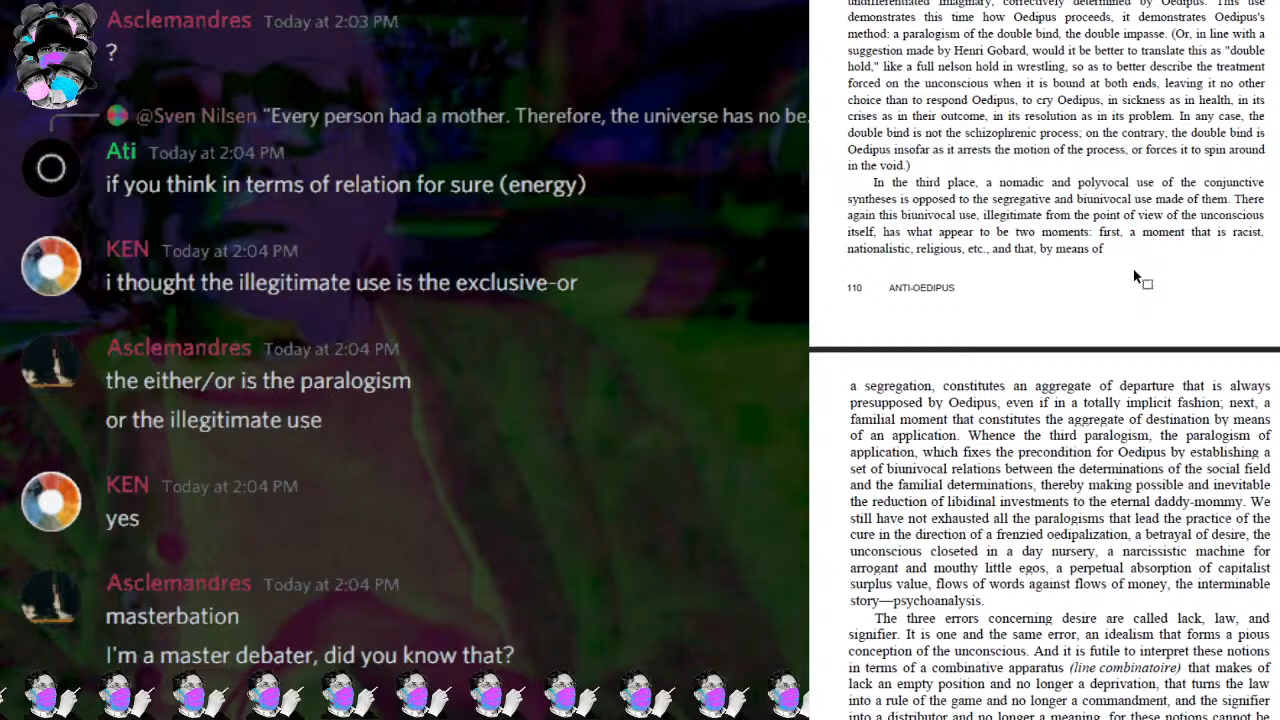 Asclemandres Today at 2:03 PM
?
@Sven Nilsen "Every person had a mother. Therefore, the universe has no be.
Ati Today at 2:04 PM
if you think in terms of relation for sure (energy)
KEN Today at 2:04 PM
i thought the illegitimate use is the exclusive-or
Asclemandres Today at 2:04 PM
the either/or is the paralogism
or the illegitimate use
KEN Today at 2:04 PM
yes
Asclemandres Today at 2:04 PM
masterbation
I'm a master debater, did you know that?
undifferentiated Imaginary, correctively determined by Oedipus. This use
demonstrates this time how Oedipus proceeds, it demonstrates Oedipus's
method: a paralogism of the double bind, the double impasse. (Or, in line with a
suggestion made by Henri Gobard, would it be better to translate this as "double
hold," like a full nelson hold in wrestling, so as to better describe the treatment
forced on the unconscious when it is bound at both ends, leaving it no other
choice than to respond Oedipus, to cry Oedipus, in sickness as in health, in its
crises as in their outcome, in its resolution as in its problem. In any case, the
double bind is not the schizophrenic process; on the contrary, the double bind is
Oedipus insofar as it arrests the motion of the process, or forces it to spin around
in the void.)
In the third place, a nomadic and polyvocal use of the conjunctive
syntheses is opposed to the segregative and biunivocal use made of them. There
again this biunivocal use, illegitimate from the point of view of the unconscious
itself, has what appear to be two moments: first, a moment that is racist,
nationalistic, religious, etc., and that, by means of
110 ANTI-OEDIPUS
a segregation, constitutes an aggregate of departure that is always
presupposed by Oedipus, even if in a totally implicit fashion; next, a
familial moment that constitutes the aggregate of destination by means
of an application. Whence the third paralogism, the paralogism of
application, which fixes the precondition for Oedipus by establishing a
set of biunivocal relations between the determinations of the social field
and the familial determinations, thereby making possible and inevitable
the reduction of libidinal investments to the eternal daddy-mommy. We
still have not exhausted all the paralogisms that lead the practice of the
cure in the direction of a frenzied oedipalization, a betrayal of desire, the
unconscious closeted in a day nursery, a narcissistic machine for
arrogant and mouthy little egos, a perpetual absorption of capitalist
surplus value, flows of words against flows of money, the interminable
story—psychoanalysis.
The three errors concerning desire are called lack, law, and
signifier. It is one and the same error, an idealism that forms a pious
conception of the unconscious. And it is futile to interpret these notions
in terms of a combinative apparatus (line combinatoire) that makes of
lack an empty position and no longer a deprivation, that turns the law
into a rule of the game and no longer a commandment, and the signifier
into a distributor and no longer a meaning, for these notions cannot be